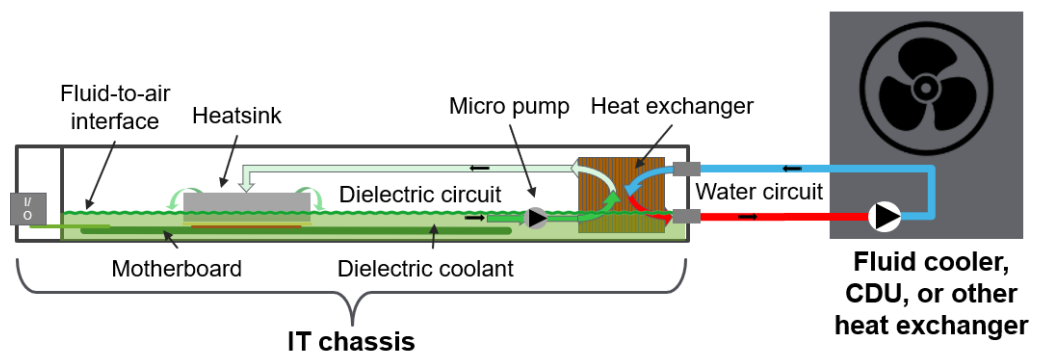 Fluid-to-air
interface
Heatsink
Micro pump
Heat exchanger
I/
O
Dielectric circuit
Water circuit
Motherboard
Dielectric coolant
IT chassis
Fluid cooler,
CDU, or other
heat exchanger